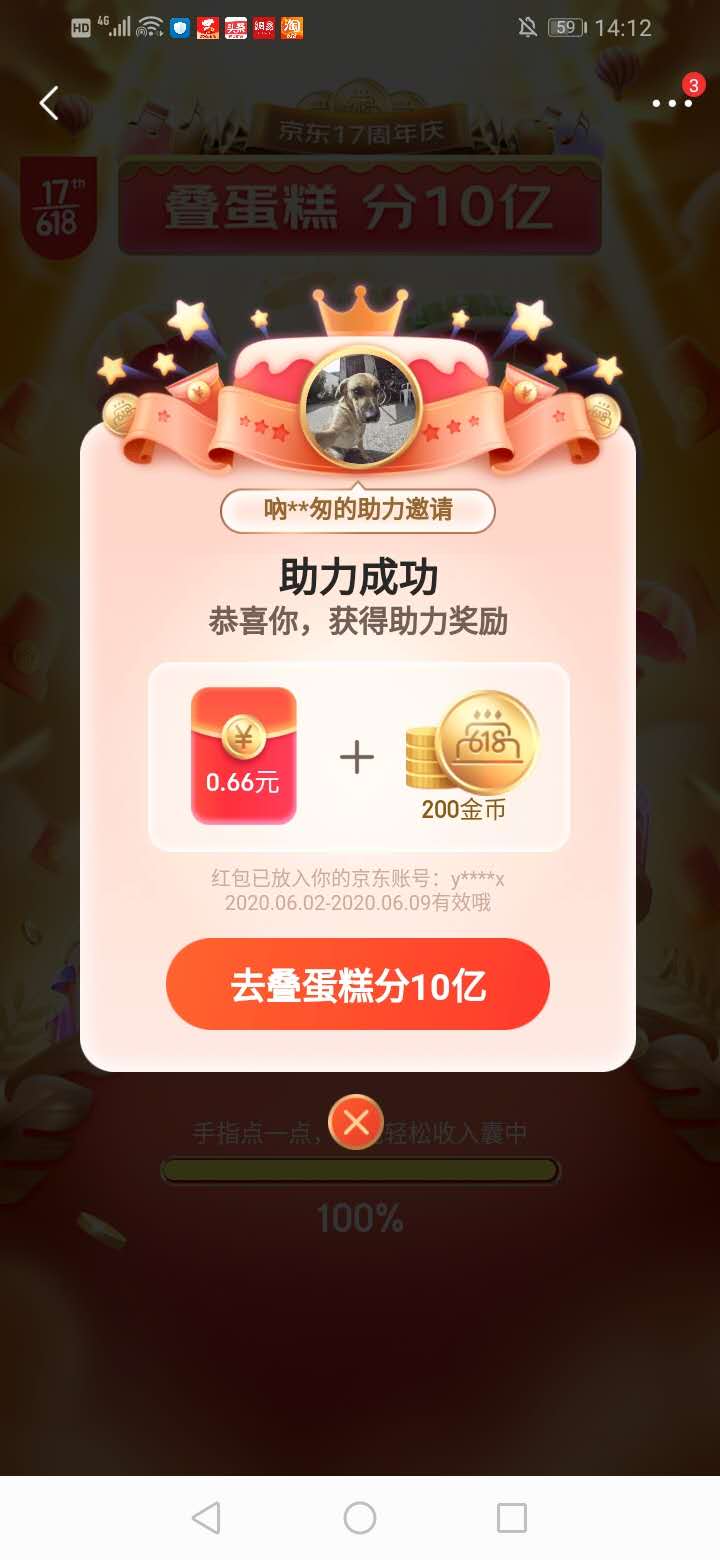 HD 4G 59 14:12
3
京东17周年庆
17th
618
叠蛋糕 分10亿
吶**匆的助力邀请
助力成功
恭喜你，获得助力奖励
¥
0.66元
+
618
200金币
红包已放入你的京东账号：y****x
2020.06.02-2020.06.09有效哦
去叠蛋糕分10亿
手指点一点，
轻松收入囊中
100%